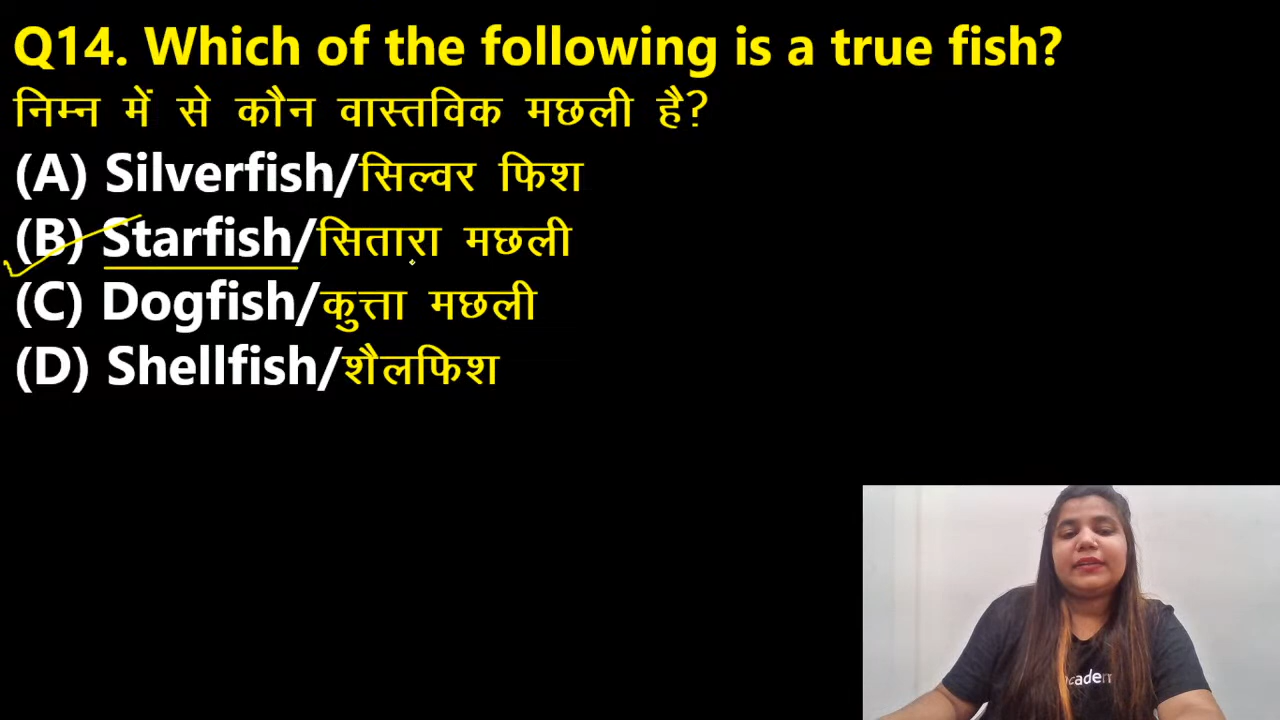 Q14. Which of the following is a true fish?
निम्न में से कौन वास्तविक मछली है?
(A) Silverfish/सिल्वर फिश
(B) Starfish/सितारा मछली
(C) Dogfish/कुत्ता मछली
(D) Shellfish/शैलफिश